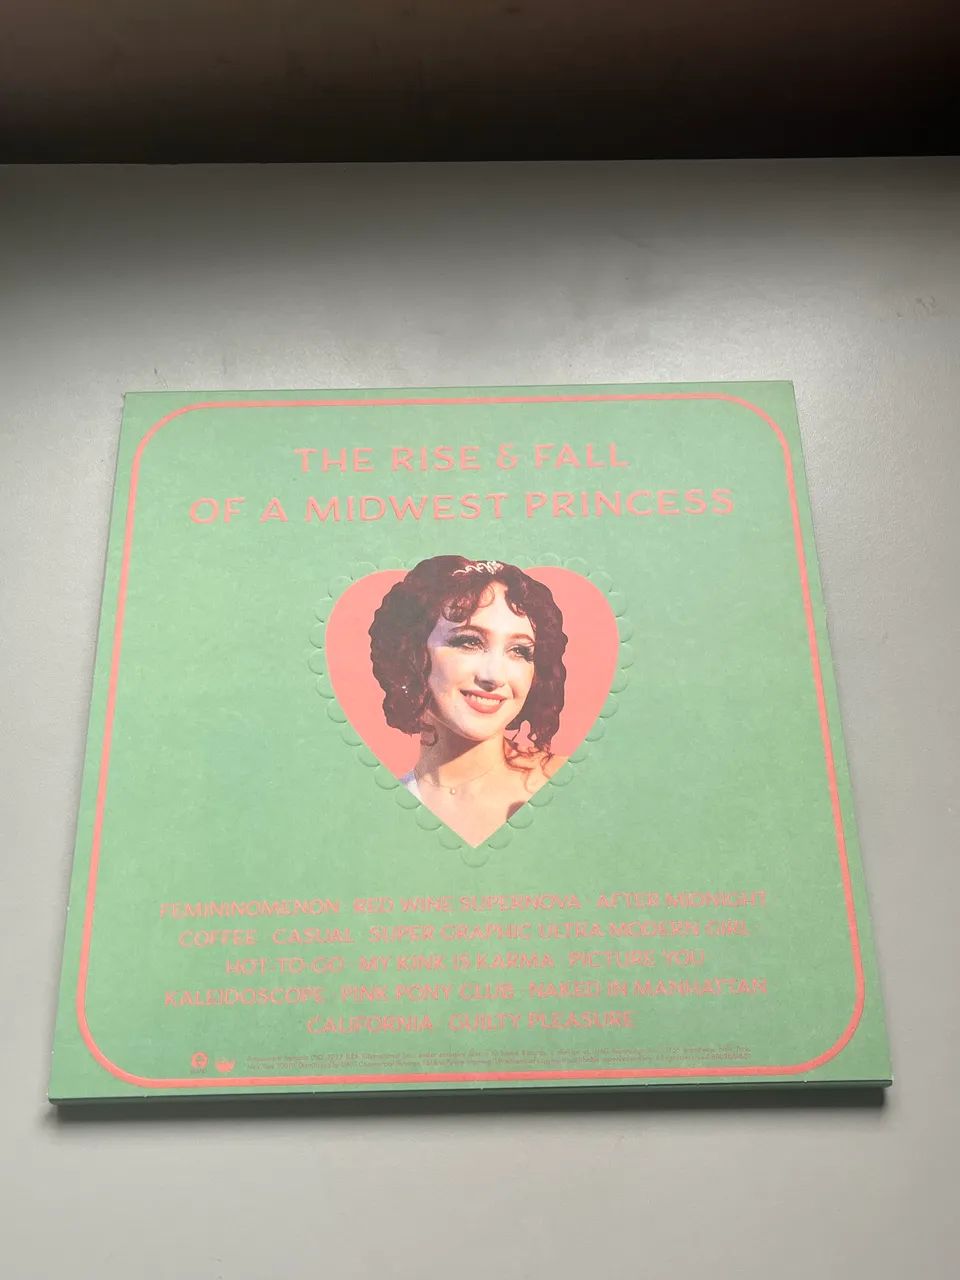 THE RISE & FALL
OF A MIDWEST PRINCESS
FEMININOMENON · RED WINE SUPERNOVA · AFTER MIDNIGHT
COFFEE · CASUAL · SUPER GRAPHIC ULTRA MODERN GIRL
HOT-TO-GO · MY KINK IS KARMA · PICTURE YOU
KALEIDOSCOPE · PINK PONY CLUB · NAKED IN MANHATTAN
CALIFORNIA · GUILTY PLEASURE